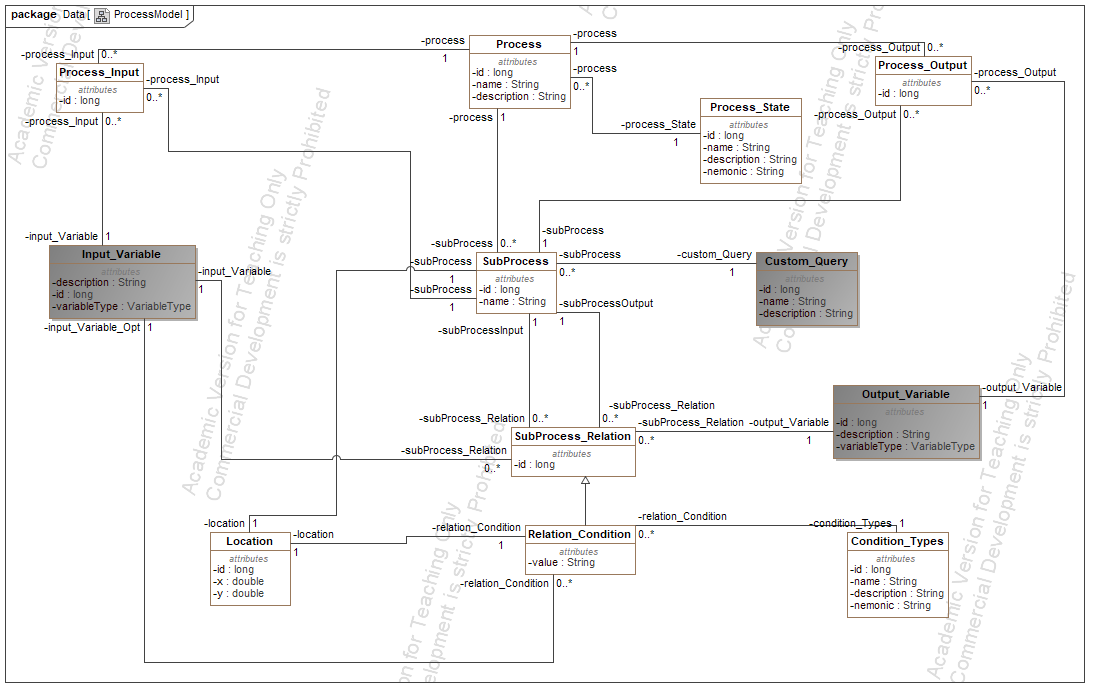 package Data [ ProcessModel ]
-process_Input 0..*
Process_Input
attributes
-id : long
-process_Input
0..*
-process_Input 0..*
-process
1
Process
attributes
-id : long
-name : String
-description : String
-process
1
-process
0..*
-process 1
-process_Output 0..*
Process_Output
attributes
-id : long
-process_Output
0..*
-process_Output 0..*
Process_State
attributes
-id : long
-name : String
-description : String
-nemonic : String
-process_State
1
-input_Variable 1
Input_Variable
attributes
-description : String
-id : long
-variableType : VariableType
-input_Variable
1
-input_Variable_Opt 1
-subProcess 0..*
-subProcess
1
-subProcess
1
-subProcess
1
SubProcess
attributes
-id : long
-name : String
-subProcess
0..*
-custom_Query
1
Custom_Query
attributes
-id : long
-name : String
-description : String
-subProcessOutput
1
-subProcessInput
1
-output_Variable
1
Output_Variable
attributes
-id : long
-description : String
-variableType : VariableType
-subProcess_Relation 0..*
-subProcess_Relation
0..*
-subProcess_Relation
0..*
-output_Variable
1
-subProcess_Relation
0..*
SubProcess_Relation
attributes
-id : long
-location 1
Location
attributes
-id : long
-x : double
-y : double
-location
1
-relation_Condition
1
Relation_Condition
attributes
-value : String
-relation_Condition
0..*
-relation_Condition 0..*
-condition_Types 1
Condition_Types
attributes
-id : long
-name : String
-description : String
-nemonic : String
Academic Version for Teaching Only
Commercial Development is strictly Prohibited